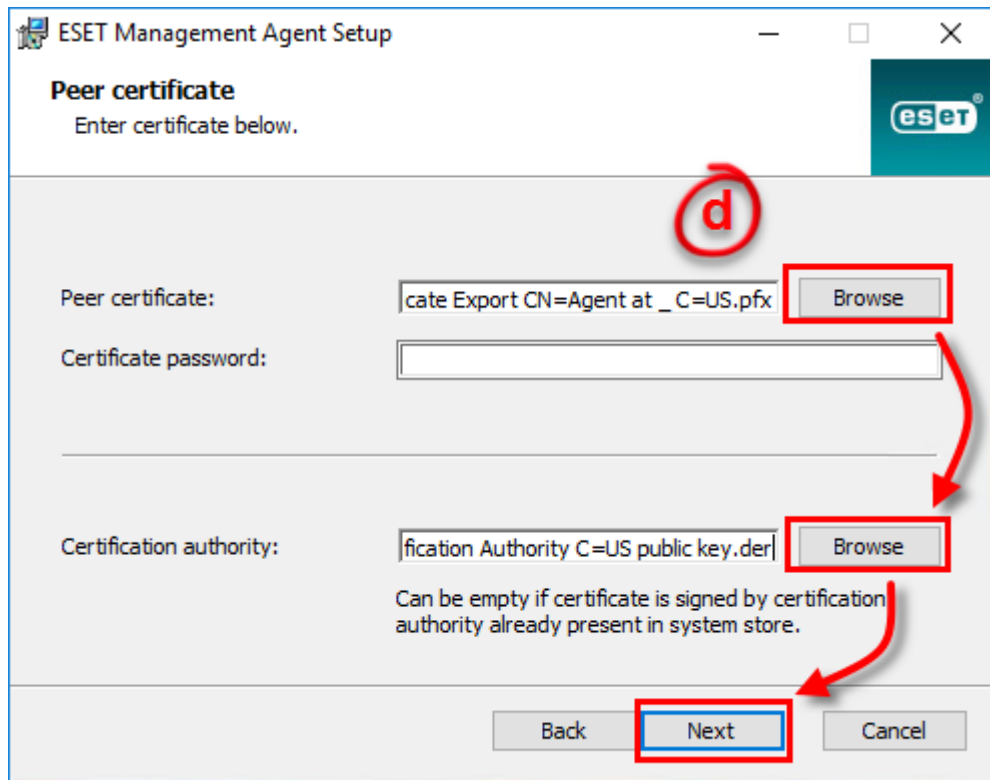 ESET Management Agent Setup
Peer certificate
Enter certificate below.
eseт®
d
Peer certificate:
cate Export CN=Agent at _ C=US.pfx
Browse
Certificate password:
Certification authority:
fication Authority C=US public key.der
Browse
Can be empty if certificate is signed by certification
authority already present in system store.
Back
Next
Cancel